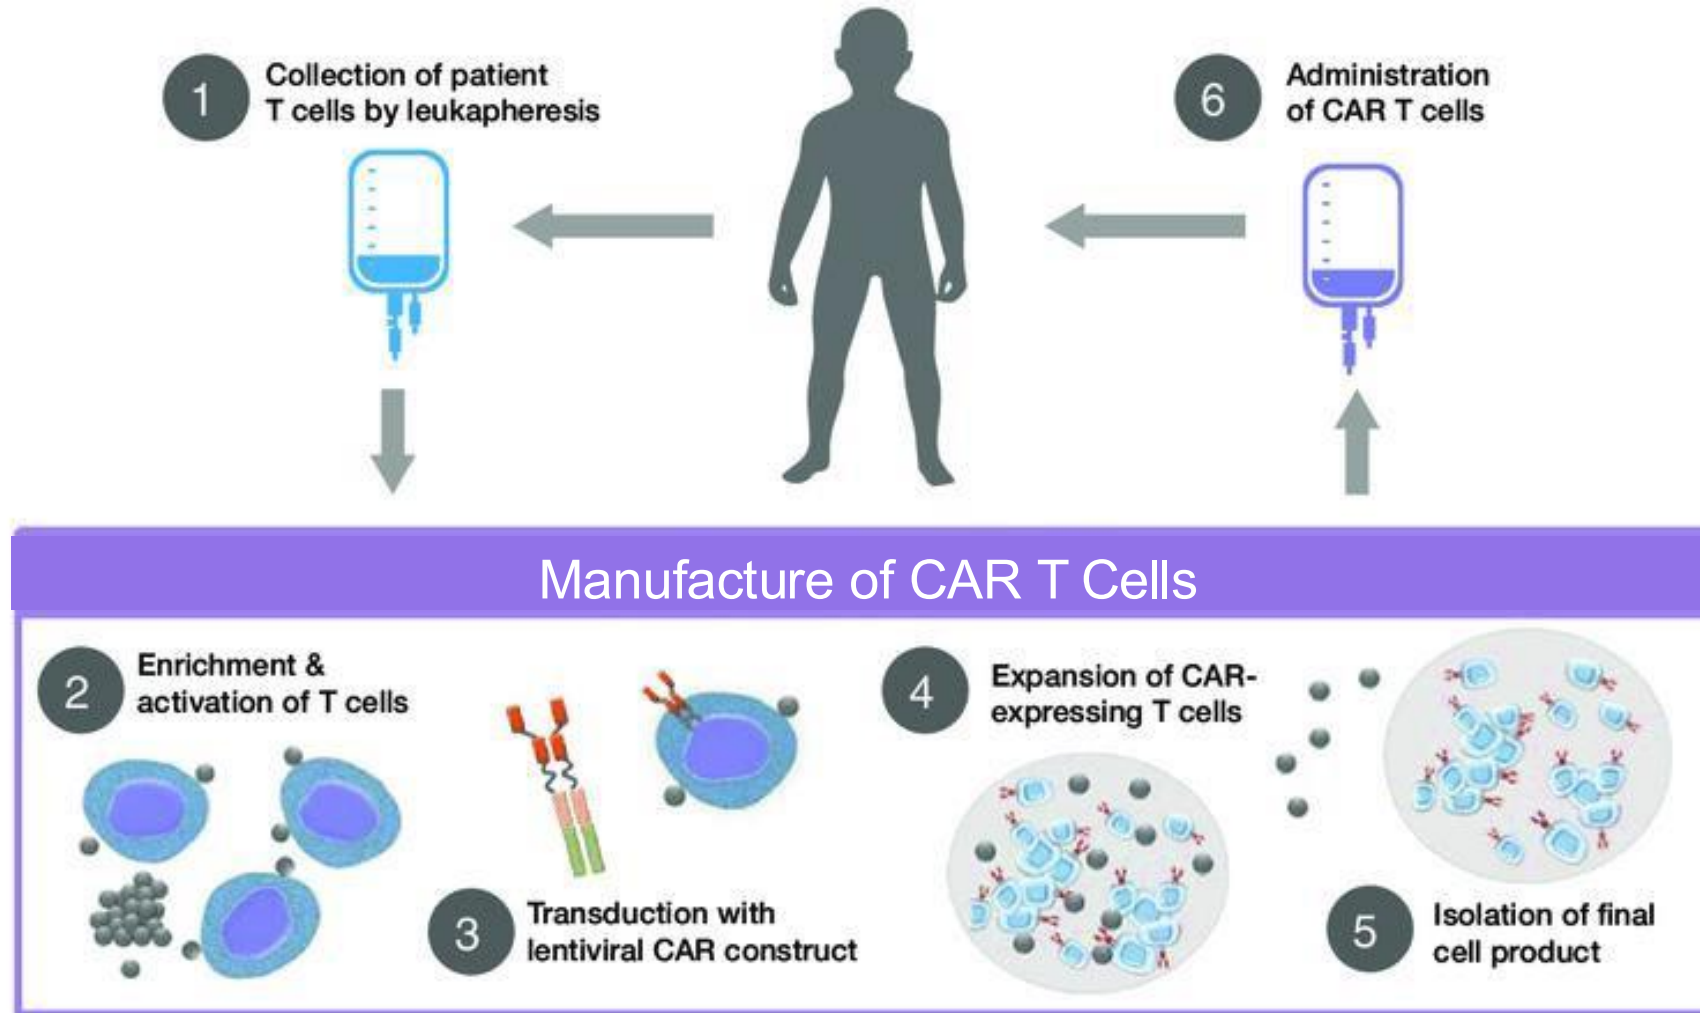 1
Collection of patient
T cells by leukapheresis
6
Administration
of CAR T cells
Manufacture of CAR T Cells
2
Enrichment &
activation of T cells
3
Transduction with
lentiviral CAR construct
4
Expansion of CAR-
expressing T cells
5
Isolation of final
cell product